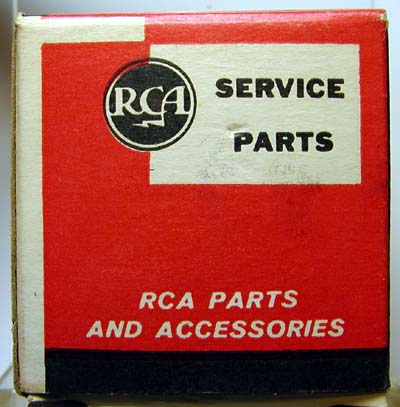 RCA
SERVICE
PARTS
RCA PARTS
AND ACCESSORIES